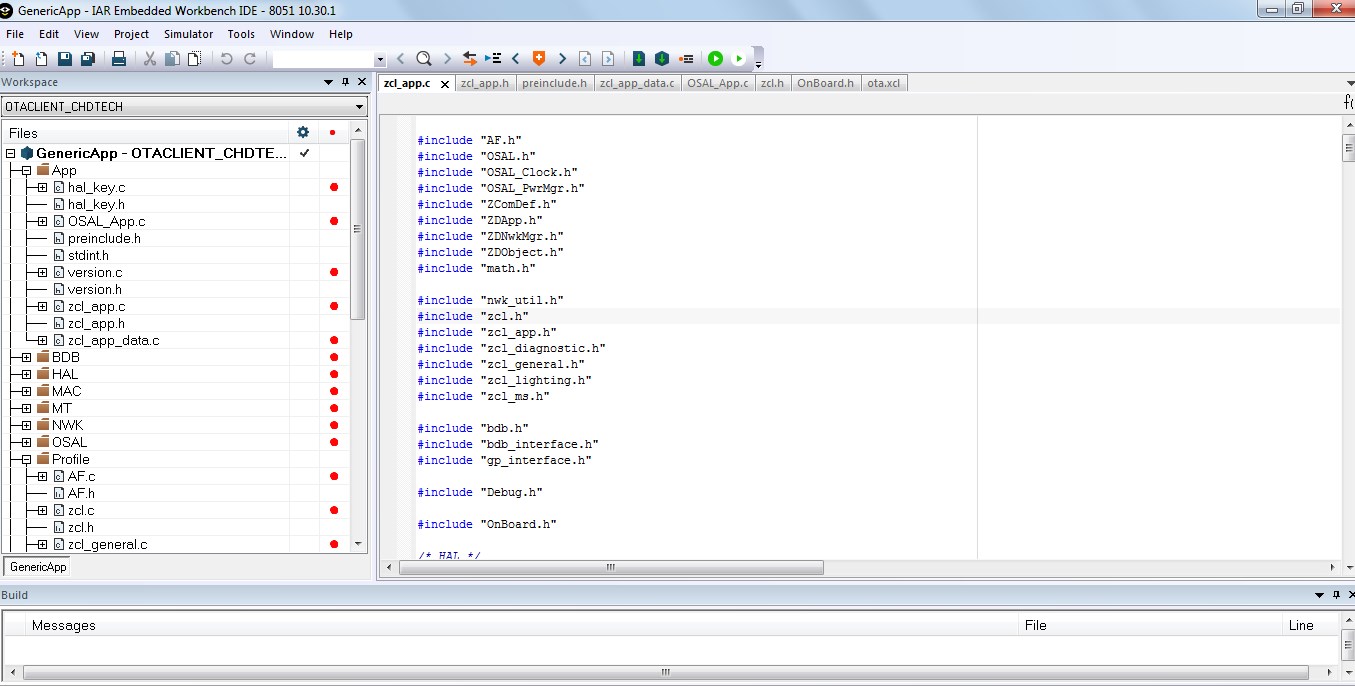 GenericApp - IAR Embedded Workbench IDE - 8051 10.30.1
File Edit View Project Simulator Tools Window Help
Workspace
OTACLIENT_CHDTECH
Files
GenericApp - OTACLIENT_CHDTE...
App
hal_key.c
hal_key.h
OSAL_App.c
preinclude.h
stdint.h
version.c
version.h
zcl_app.c
zcl_app.h
zcl_app_data.c
BDB
HAL
MAC
MT
NWK
OSAL
Profile
AF.c
AF.h
zcl.c
zcl.h
zcl_general.c
GenericApp
zcl_app.c zcl_app.h preinclude.h zcl_app_data.c OSAL_App.c zcl.h OnBoard.h ota.xcl
#include "AF.h"
#include "OSAL.h"
#include "OSAL_Clock.h"
#include "OSAL_PwrMgr.h"
#include "ZComDef.h"
#include "ZDApp.h"
#include "ZDNwkMgr.h"
#include "ZDObject.h"
#include "math.h"
#include "nwk_util.h"
#include "zcl.h"
#include "zcl_app.h"
#include "zcl_diagnostic.h"
#include "zcl_general.h"
#include "zcl_lighting.h"
#include "zcl_ms.h"
#include "bdb.h"
#include "bdb_interface.h"
#include "gp_interface.h"
#include "Debug.h"
#include "OnBoard.h"
/* HAL */
Build
Messages File Line